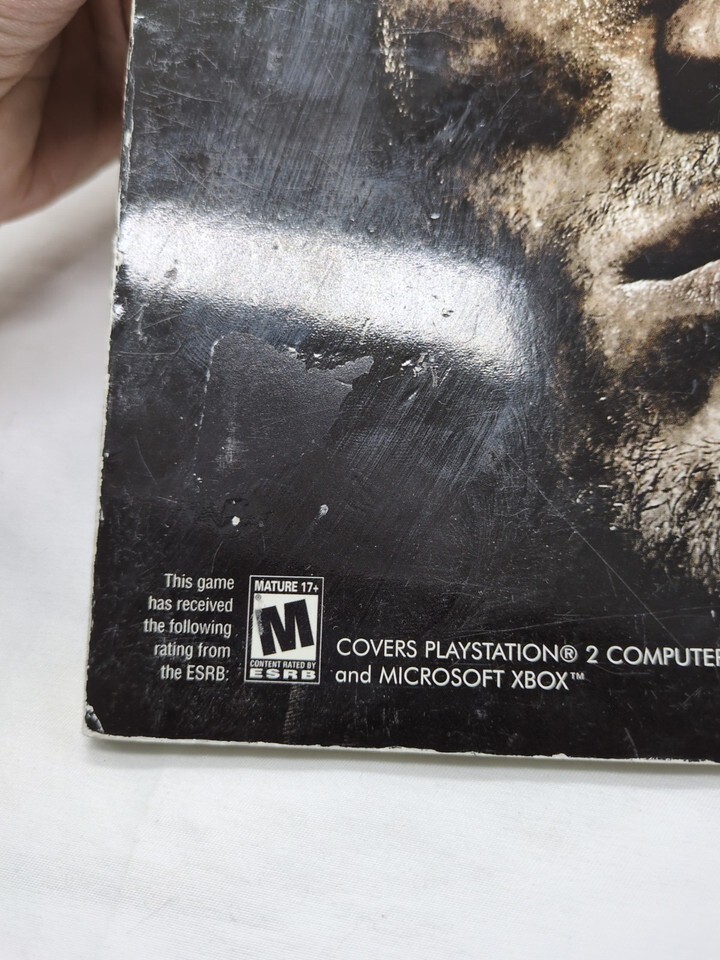 This game
has received
the following
rating from
the ESRB:
MATURE 17+
M
CONTENT RATED BY
ESRB
COVERS PLAYSTATION® 2 COMPUTE
and MICROSOFT XBOX™